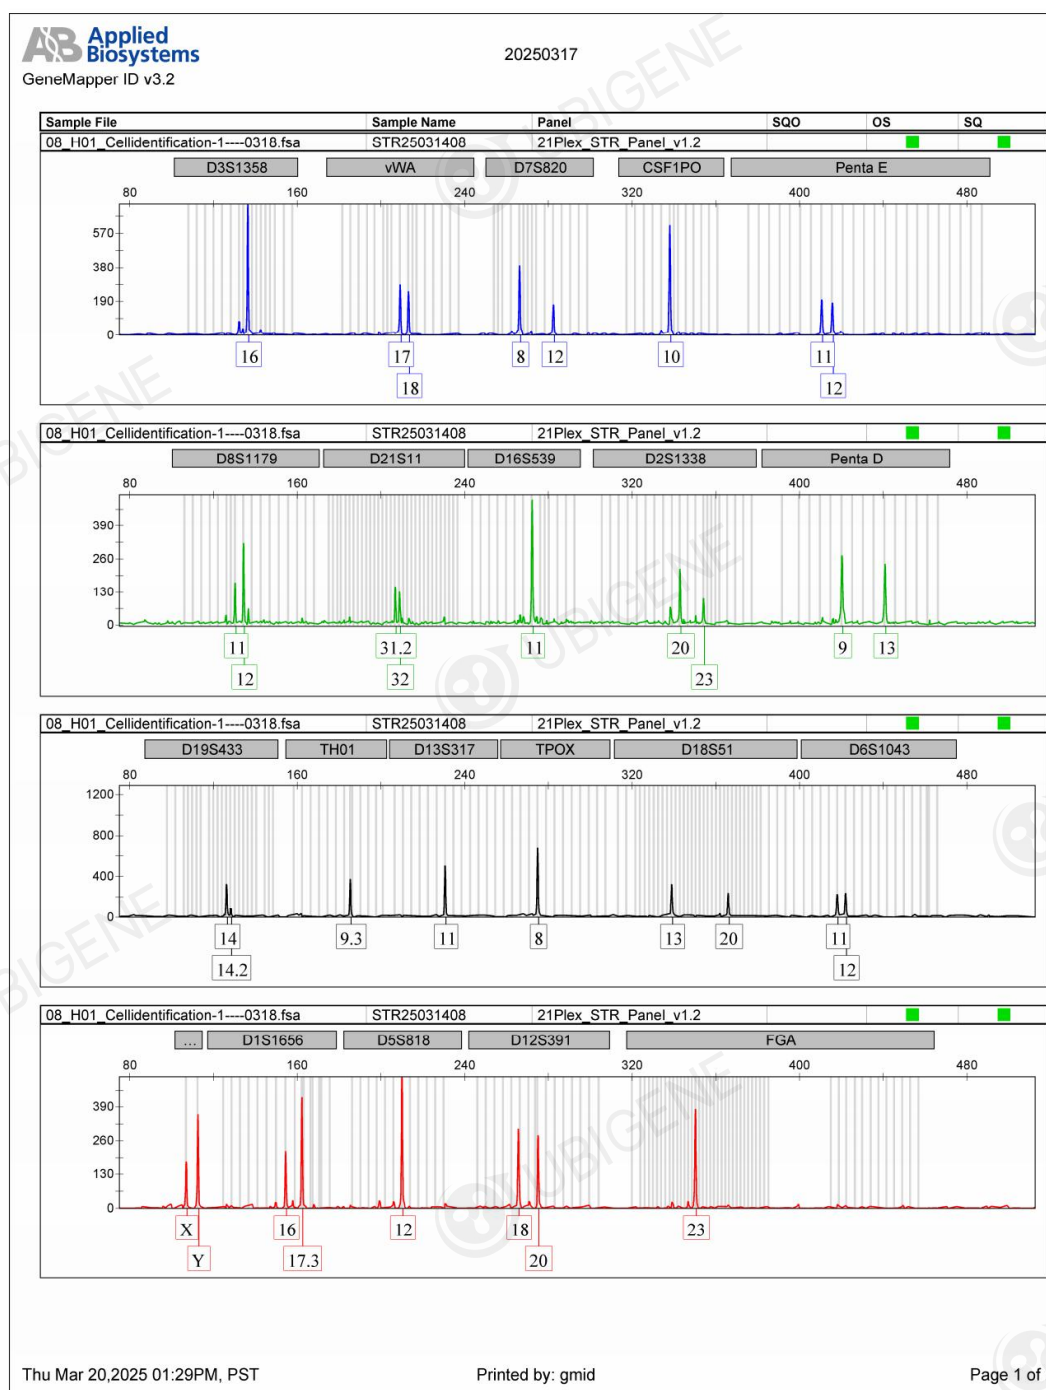 AB Applied
Biosystems
20250317
GeneMapper ID v3.2
Sample File Sample Name Panel SQO OS SQ
08_H01_Cellidentification-1----0318.fsa STR25031408 21Plex_STR_Panel_v1.2
D3S1358 vWA D7S820 CSF1PO Penta E
80 160 240 320 400 480
570
380
190
0
16 17 8 12 10 11
18 12
08_H01_Cellidentification-1----0318.fsa STR25031408 21Plex_STR_Panel_v1.2
D8S1179 D21S11 D16S539 D2S1338 Penta D
80 160 240 320 400 480
390
260
130
0
11 31.2 11 20 9 13
12 32 23
08_H01_Cellidentification-1----0318.fsa STR25031408 21Plex_STR_Panel_v1.2
D19S433 TH01 D13S317 TPOX D18S51 D6S1043
80 160 240 320 400 480
1200
800
400
0
14 9.3 11 8 13 20 11
14.2 12
08_H01_Cellidentification-1----0318.fsa STR25031408 21Plex_STR_Panel_v1.2
... D1S1656 D5S818 D12S391 FGA
80 160 240 320 400 480
390
260
130
0
X 16 12 18 23
Y 17.3 20
Thu Mar 20,2025 01:29PM, PST Printed by: gmid Page 1 of
UBIGENE
UBIGENE
UBIGENE
UBIGENE
UBIGENE
UBIGENE